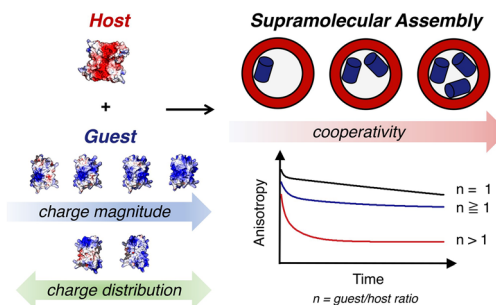 Host
+
Guest
charge magnitude
charge distribution
Supramolecular Assembly
cooperativity
Anisotropy
n = 1
n ≧ 1
n > 1
Time
n = guest/host ratio